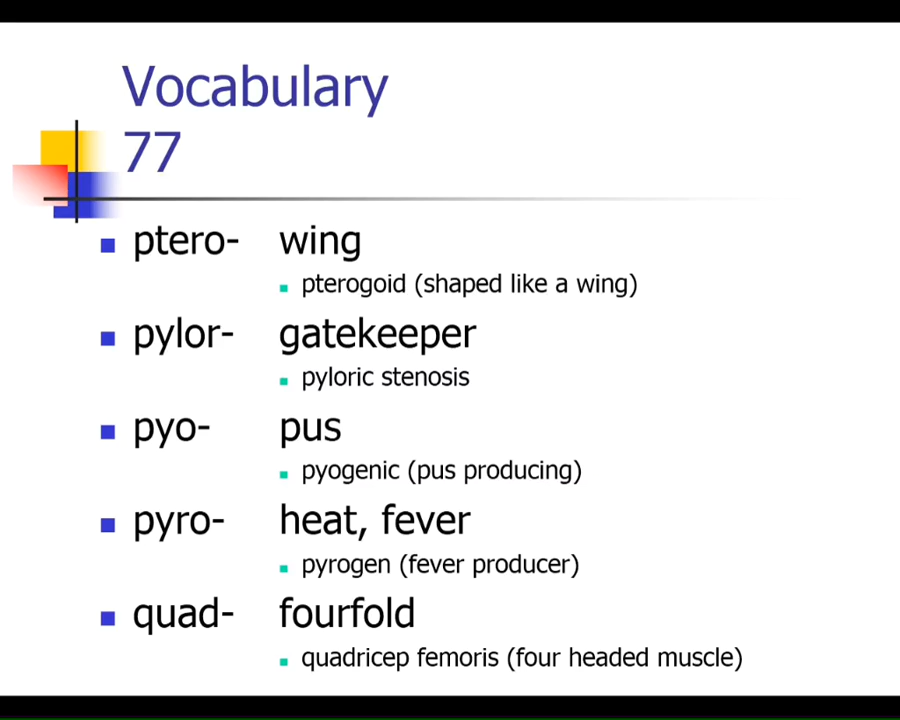 Vocabulary
77
ptero- wing
pterogoid (shaped like a wing)
pylor- gatekeeper
pyloric stenosis
pyo- pus
pyogenic (pus producing)
pyro- heat, fever
pyrogen (fever producer)
quad- fourfold
quadricep femoris (four headed muscle)